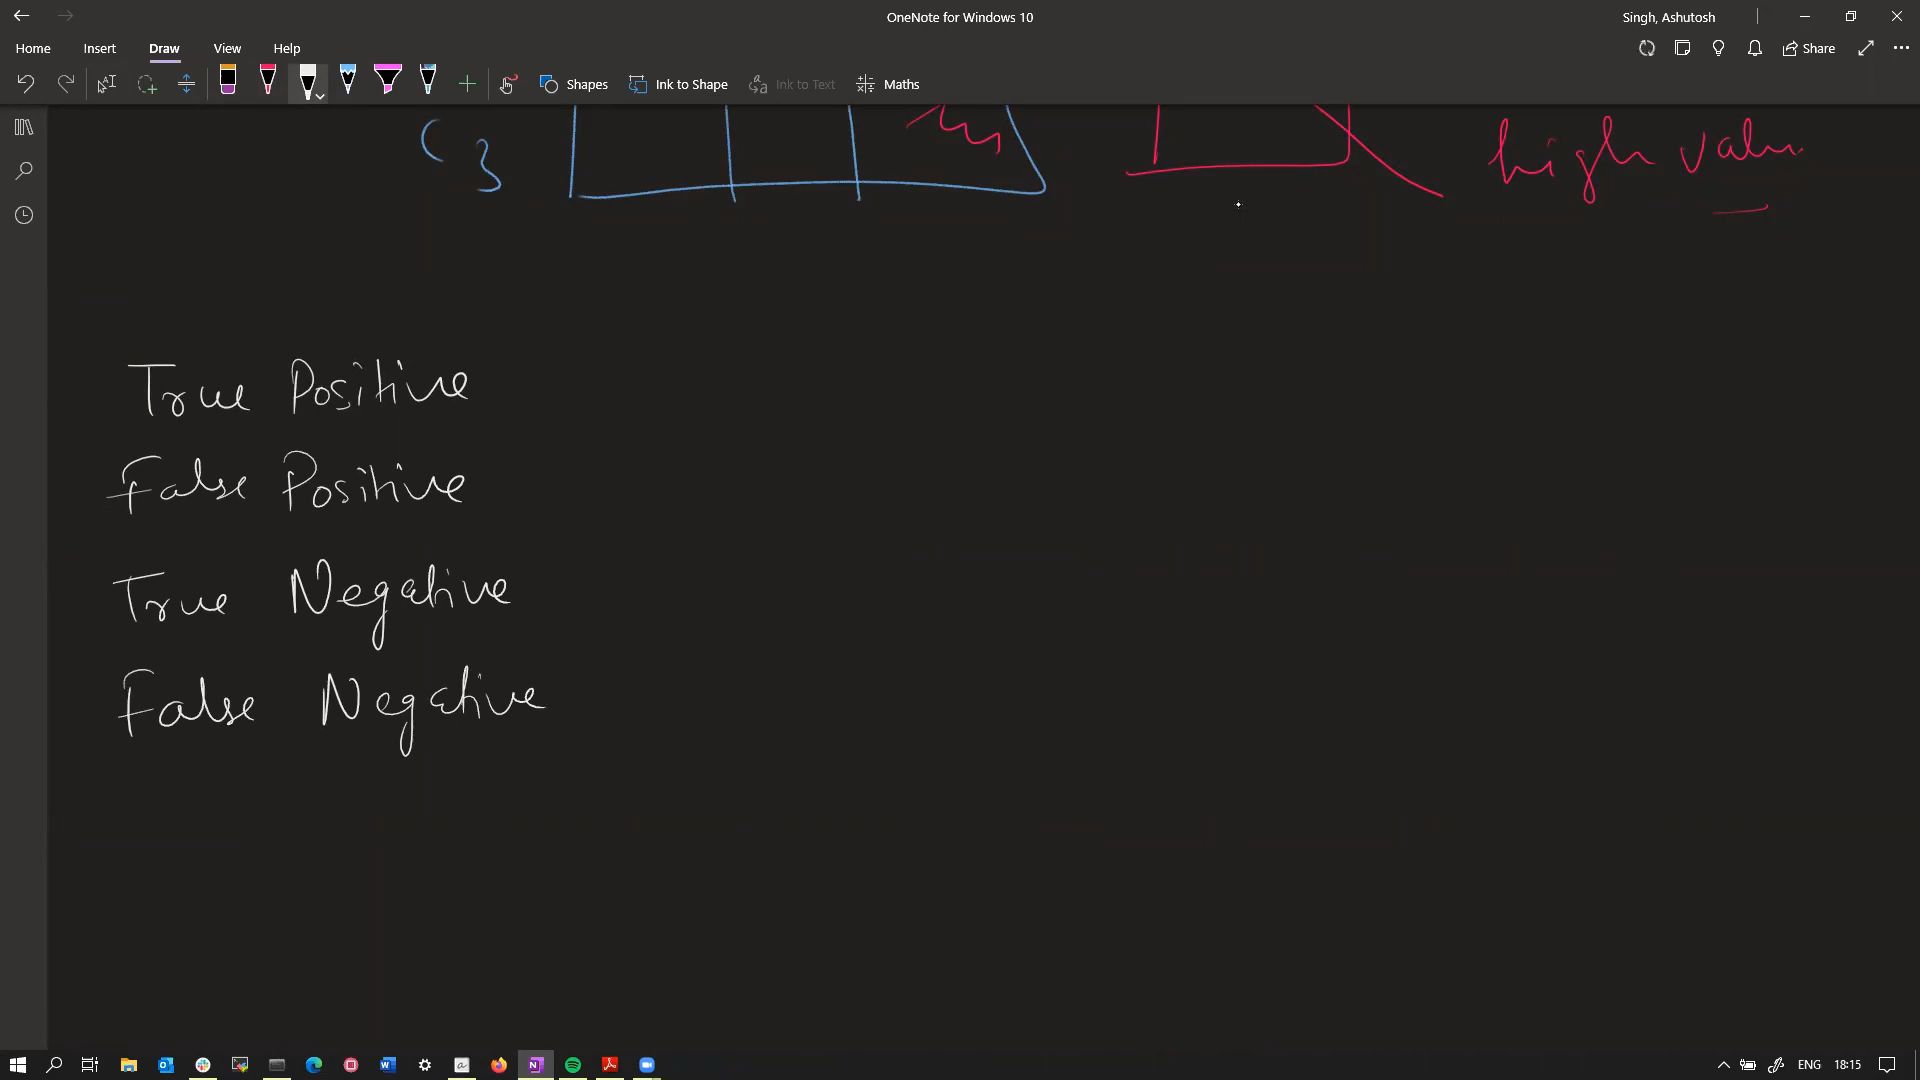 OneNote for Windows 10
Singh, Ashutosh
Home Insert Draw View Help
Share
Shapes Ink to Shape Ink to Text Maths
C3
high
True Positive
False Positive
True Negative
False Negative
ENG 18:15